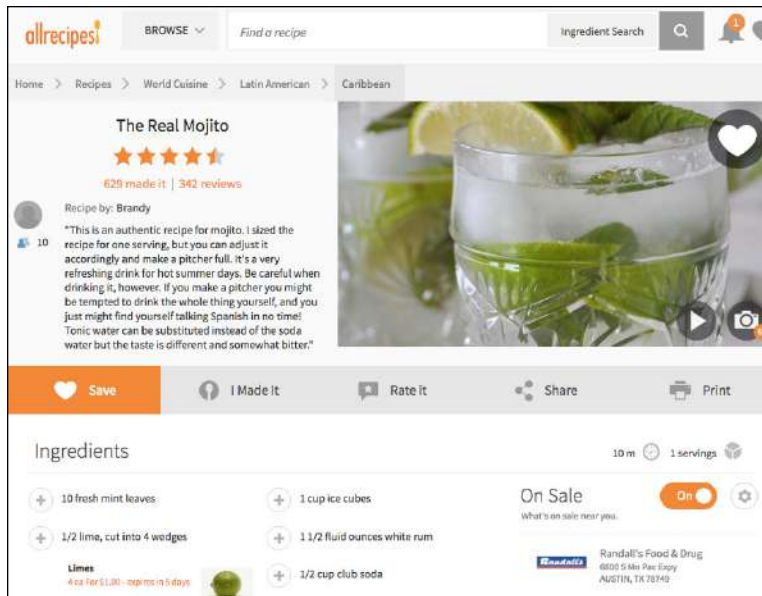 allrecipes
BROWSE
Find a recipe
Ingredient Search
1
Home > Recipes > World Cuisine > Latin American > Caribbean
The Real Mojito
629 made it | 342 reviews
Recipe by: Brandy
10
"This is an authentic recipe for mojito. I sized the
recipe for one serving, but you can adjust it
accordingly and make a pitcher full. It's a very
refreshing drink for hot summer days. Be careful when
drinking it, however. If you make a pitcher you might
be tempted to drink the whole thing yourself, and you
just might find yourself talking Spanish in no time!
Tonic water can be substituted instead of the soda
water but the taste is different and somewhat bitter."
Save
I Made It
Rate it
Share
Print
Ingredients
10 m
1 servings
10 fresh mint leaves
1/2 lime, cut into 4 wedges
Limes
4 ea For $1.00 - expires in 5 days
1 cup ice cubes
1 1/2 fluid ounces white rum
1/2 cup club soda
On Sale
On
What's on sale near you.
Randalls
Randall's Food & Drug
6600 S Mo Pac Expy
AUSTIN, TX 78749